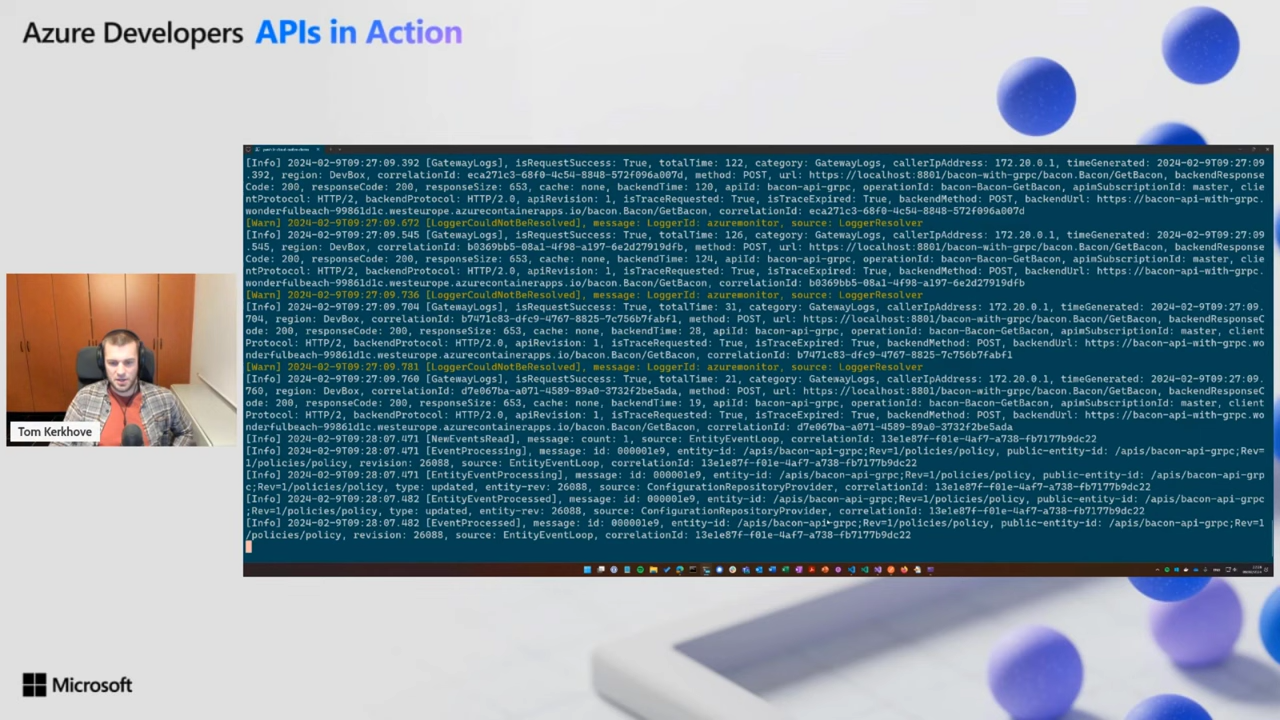 Azure Developers APIs in Action
[Info] 2024-02-9T09:27:09.392 [GatewayLogs], isRequestSuccess: True, totalTime: 122, category: GatewayLogs, callerIpAddress: 172.20.0.1, timeGenerated: 2024-02-9T09:27:09
.392, region: DevBox, correlationId: eca271c3-68f0-4c54-8848-572f096a007d, method: POST, url: https://localhost:8801/bacon-with-grpc/bacon.Bacon/GetBacon, backendResponse
Code: 200, responseCode: 200, responseSize: 653, cache: none, backendTime: 120, apiId: bacon-api-grpc, operationId: bacon-Bacon-GetBacon, apimSubscriptionId: master, clie
ntProtocol: HTTP/2, backendProtocol: HTTP/2.0, apiRevision: 1, isTraceRequested: True, isTraceExpired: True, backendMethod: POST, backendUrl: https://bacon-api-with-grpc.
wonderfulbeach-99861d1c.westeurope.azurecontainerapps.io/bacon.Bacon/GetBacon, correlationId: eca271c3-68f0-4c54-8848-572f096a007d
[Warn] 2024-02-9T09:27:09.672 [LoggerCouldNotBeResolved], message: LoggerId: azuremonitor, source: LoggerResolver
[Info] 2024-02-9T09:27:09.545 [GatewayLogs], isRequestSuccess: True, totalTime: 126, category: GatewayLogs, callerIpAddress: 172.20.0.1, timeGenerated: 2024-02-9T09:27:09
.545, region: DevBox, correlationId: b0369bb5-08a1-4f98-a197-6e2d27919dfb, method: POST, url: https://localhost:8801/bacon-with-grpc/bacon.Bacon/GetBacon, backendResponse
Code: 200, responseCode: 200, responseSize: 653, cache: none, backendTime: 124, apiId: bacon-api-grpc, operationId: bacon-Bacon-GetBacon, apimSubscriptionId: master, clie
ntProtocol: HTTP/2, backendProtocol: HTTP/2.0, apiRevision: 1, isTraceRequested: True, isTraceExpired: True, backendMethod: POST, backendUrl: https://bacon-api-with-grpc.
wonderfulbeach-99861d1c.westeurope.azurecontainerapps.io/bacon.Bacon/GetBacon, correlationId: b0369bb5-08a1-4f98-a197-6e2d27919dfb
[Warn] 2024-02-9T09:27:09.736 [LoggerCouldNotBeResolved], message: LoggerId: azuremonitor, source: LoggerResolver
[Info] 2024-02-9T09:27:09.704 [GatewayLogs], isRequestSuccess: True, totalTime: 31, category: GatewayLogs, callerIpAddress: 172.20.0.1, timeGenerated: 2024-02-9T09:27:09.
704, region: DevBox, correlationId: b7471c83-dfc9-4767-8825-7c756b7fabf1, method: POST, url: https://localhost:8801/bacon-with-grpc/bacon.Bacon/GetBacon, backendResponseC
ode: 200, responseCode: 200, responseSize: 653, cache: none, backendTime: 28, apiId: bacon-api-grpc, operationId: bacon-Bacon-GetBacon, apimSubscriptionId: master, client
Protocol: HTTP/2, backendProtocol: HTTP/2.0, apiRevision: 1, isTraceRequested: True, isTraceExpired: True, backendMethod: POST, backendUrl: https://bacon-api-with-grpc.wo
nderfulbeach-99861d1c.westeurope.azurecontainerapps.io/bacon.Bacon/GetBacon, correlationId: b7471c83-dfc9-4767-8825-7c756b7fabf1
[Warn] 2024-02-9T09:27:09.781 [LoggerCouldNotBeResolved], message: LoggerId: azuremonitor, source: LoggerResolver
[Info] 2024-02-9T09:27:09.760 [GatewayLogs], isRequestSuccess: True, totalTime: 21, category: GatewayLogs, callerIpAddress: 172.20.0.1, timeGenerated: 2024-02-9T09:27:09.
760, region: DevBox, correlationId: d7e067ba-a071-4589-89a0-3732f2be5ada, method: POST, url: https://localhost:8801/bacon-with-grpc/bacon.Bacon/GetBacon, backendResponseC
ode: 200, responseCode: 200, responseSize: 653, cache: none, backendTime: 19, apiId: bacon-api-grpc, operationId: bacon-Bacon-GetBacon, apimSubscriptionId: master, client
Protocol: HTTP/2, backendProtocol: HTTP/2.0, apiRevision: 1, isTraceRequested: True, isTraceExpired: True, backendMethod: POST, backendUrl: https://bacon-api-with-grpc.wo
nderfulbeach-99861d1c.westeurope.azurecontainerapps.io/bacon.Bacon/GetBacon, correlationId: d7e067ba-a071-4589-89a0-3732f2be5ada
[Info] 2024-02-9T09:28:07.471 [NewEventsRead], message: count: 1, source: EntityEventLoop, correlationId: 13e1e87f-f01e-4af7-a738-fb7177b9dc22
[Info] 2024-02-9T09:28:07.471 [EventProcessing], message: id: 000001e9, entity-id: /apis/bacon-api-grpc;Rev=1/policies/policy, public-entity-id: /apis/bacon-api-grpc;Rev=
1/policies/policy, revision: 26088, source: EntityEventLoop, correlationId: 13e1e87f-f01e-4af7-a738-fb7177b9dc22
[Info] 2024-02-9T09:28:07.471 [EntityEventProcessing], message: id: 000001e9, entity-id: /apis/bacon-api-grpc;Rev=1/policies/policy, public-entity-id: /apis/bacon-api-grp
c;Rev=1/policies/policy, type: updated, entity-rev: 26088, source: ConfigurationRepositoryProvider, correlationId: 13e1e87f-f01e-4af7-a738-fb7177b9dc22
[Info] 2024-02-9T09:28:07.482 [EntityEventProcessed], message: id: 000001e9, entity-id: /apis/bacon-api-grpc;Rev=1/policies/policy, public-entity-id: /apis/bacon-api-grpc
;Rev=1/policies/policy, type: updated, entity-rev: 26088, source: ConfigurationRepositoryProvider, correlationId: 13e1e87f-f01e-4af7-a738-fb7177b9dc22
[Info] 2024-02-9T09:28:07.482 [EventProcessed], message: id: 000001e9, entity-id: /apis/bacon-api-grpc;Rev=1/policies/policy, public-entity-id: /apis/bacon-api-grpc;Rev=1
/policies/policy, revision: 26088, source: EntityEventLoop, correlationId: 13e1e87f-f01e-4af7-a738-fb7177b9dc22
Tom Kerkhove
Microsoft